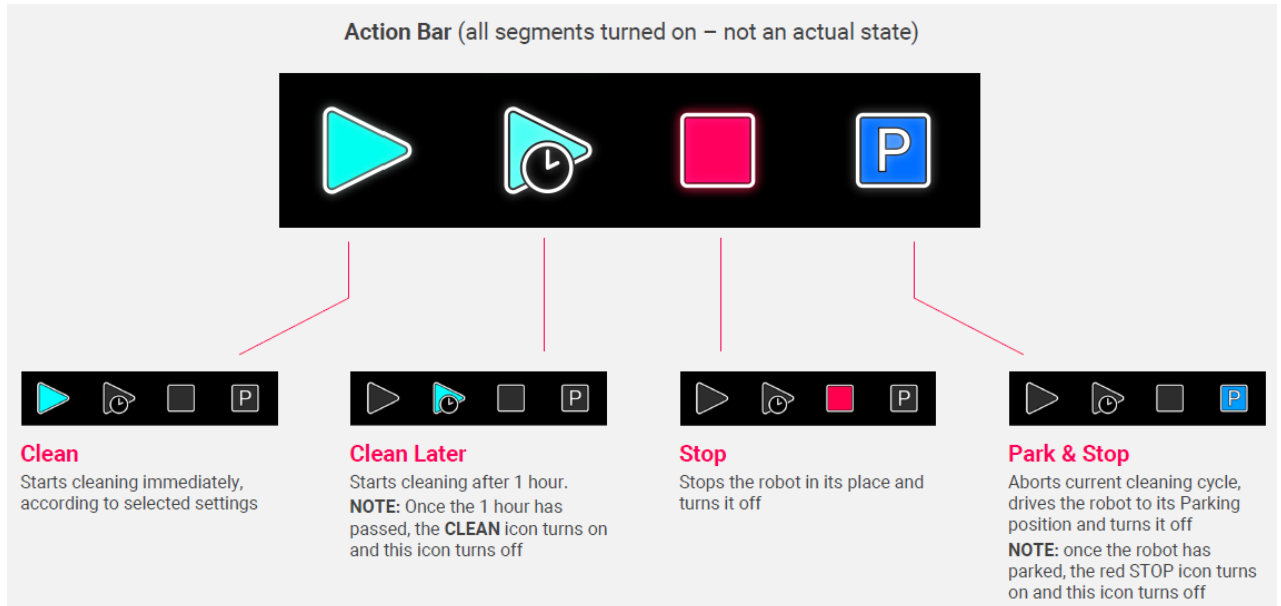 Action Bar (all segments turned on – not an actual state)
P
P
P
P
P
Clean
Starts cleaning immediately,
according to selected settings
Clean Later
Starts cleaning after 1 hour.
NOTE: Once the 1 hour has
passed, the CLEAN icon turns on
and this icon turns off
Stop
Stops the robot in its place and
turns it off
Park & Stop
Aborts current cleaning cycle,
drives the robot to its Parking
position and turns it off
NOTE: once the robot has
parked, the red STOP icon turns
on and this icon turns off